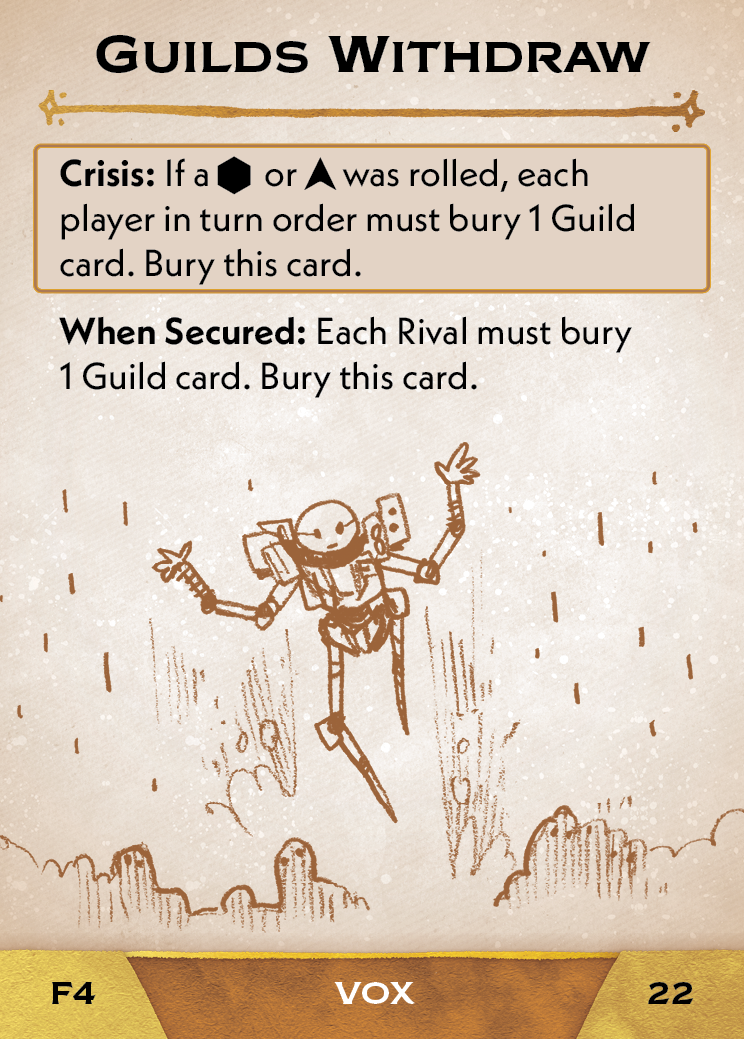 Guilds Withdraw
Crisis: If a ⬢ or ⮝ was rolled, each
player in turn order must bury 1 Guild
card. Bury this card.
When Secured: Each Rival must bury
1 Guild card. Bury this card.
F4
VOX
22